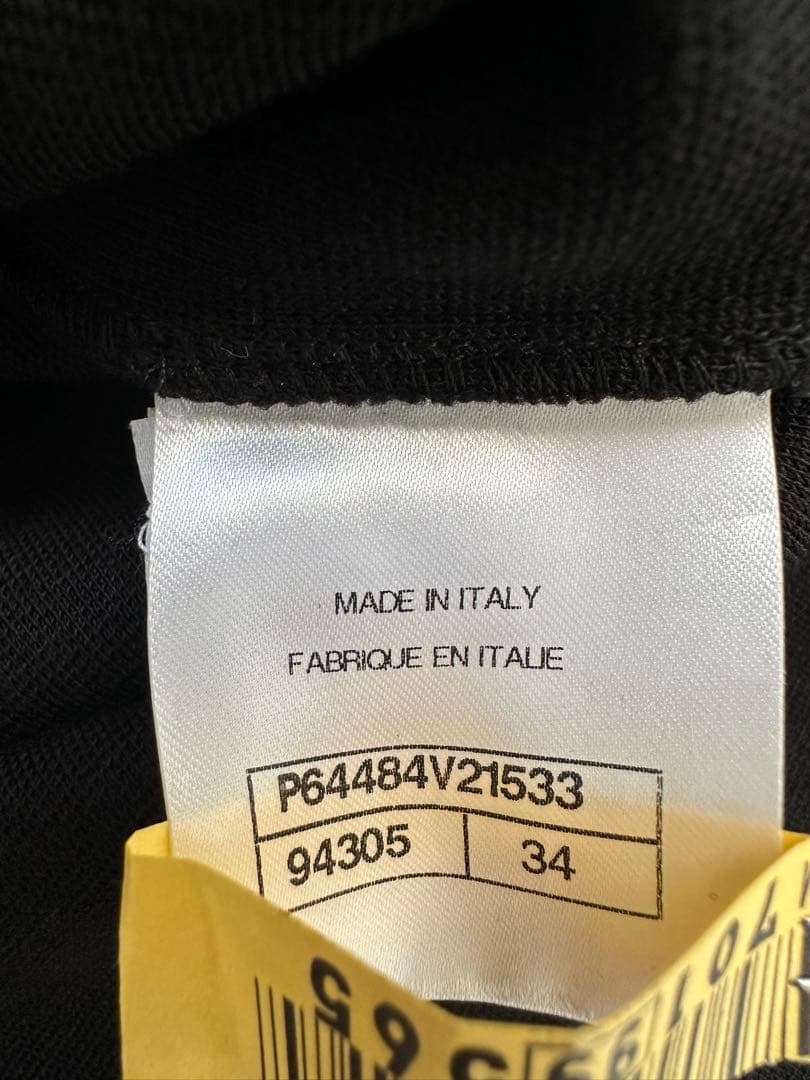 MADE IN ITALY
FABRIQUE EN ITALIE
P64484V21533
94305 34